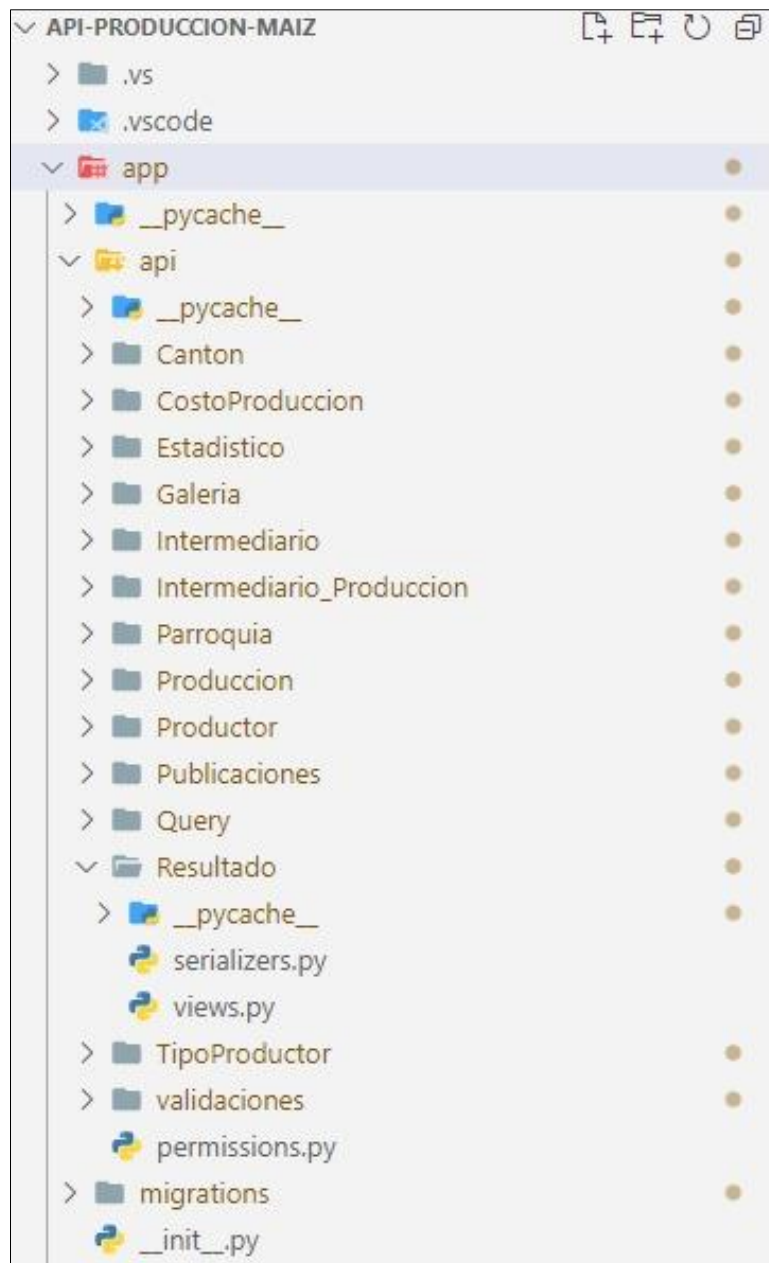 API-PRODUCCION-MAIZ
.vs
.vscode
app
__pycache__
api
__pycache__
Canton
CostoProduccion
Estadistico
Galeria
Intermediario
Intermediario_Produccion
Parroquia
Produccion
Productor
Publicaciones
Query
Resultado
__pycache__
serializers.py
views.py
TipoProductor
validaciones
permissions.py
migrations
__init__.py